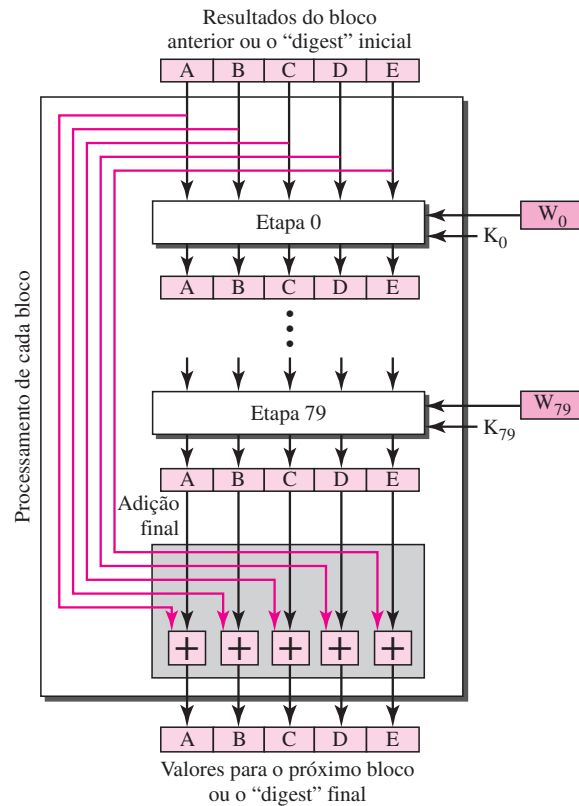 Resultados do bloco
anterior ou o “digest” inicial
A B C D E
Etapa 0
W0
K0
A B C D E
Processamento de cada bloco
Etapa 79
W79
K79
A B C D E
Adição
final
+ + + + +
A B C D E
Valores para o próximo bloco
ou o “digest” final